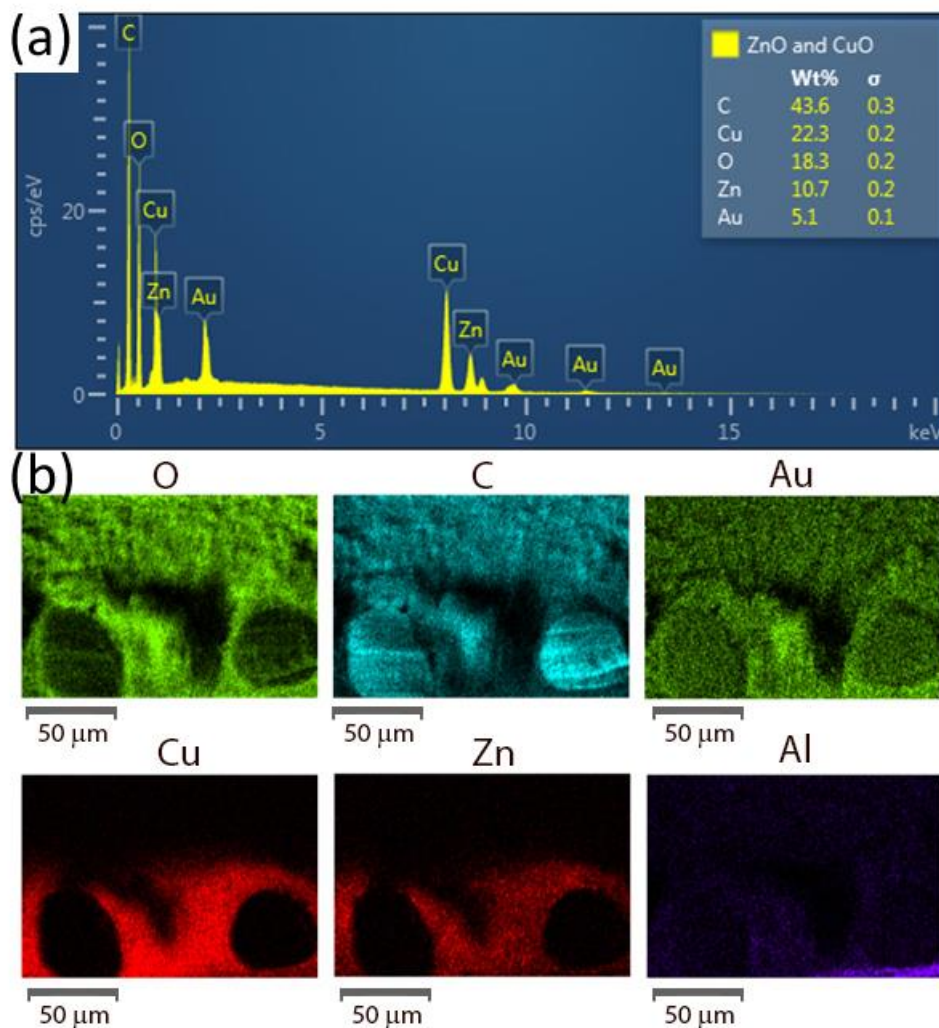 (a)
C
O
Cu
Zn
Au
Cu
Zn
Au
Au
Au
cps/eV
20
0
0
5
10
15
keV
ZnO and CuO
Wt% σ
C 43.6 0.3
Cu 22.3 0.2
O 18.3 0.2
Zn 10.7 0.2
Au 5.1 0.1
(b)
O C Au
50 μm 50 μm 50 μm
Cu Zn Al
50 μm 50 μm 50 μm